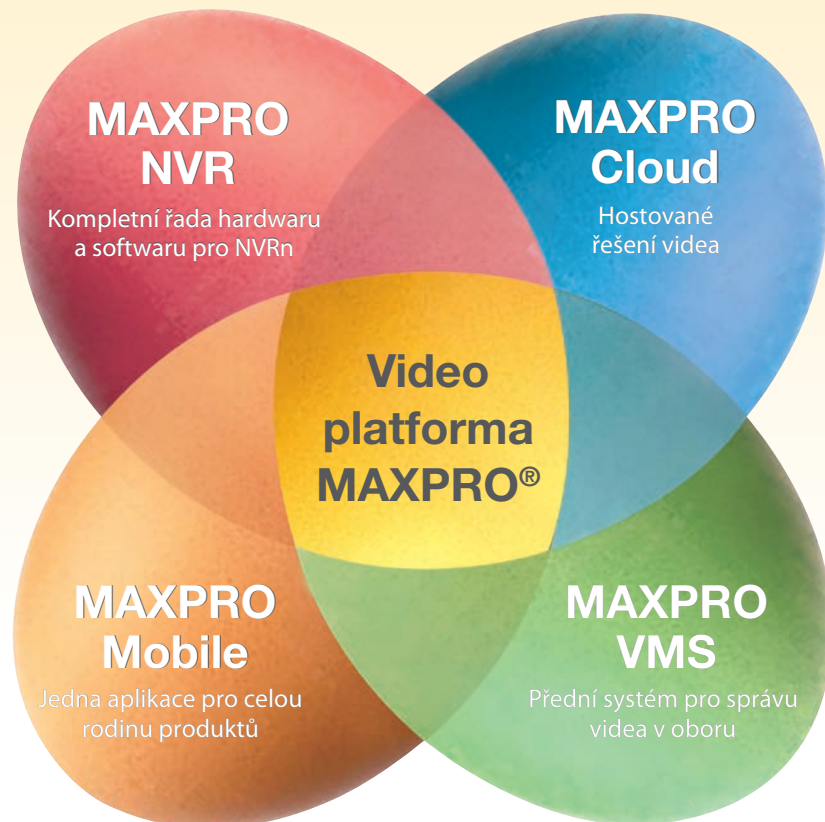 MAXPRO
NVR
Kompletní řada hardwaru
a softwaru pro NVRn
MAXPRO
Cloud
Hostované
řešení videa
Video
platforma
MAXPRO®
MAXPRO
Mobile
Jedna aplikace pro celou
rodinu produktů
MAXPRO
VMS
Přední systém pro správu
videa v oboru